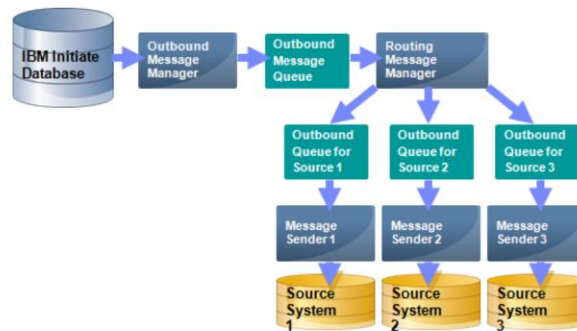 IBM Initiate
Database
Outbound
Message
Manager
Outbound
Message
Queue
Routing
Message
Manager
Outbound
Queue for
Source 1
Outbound
Queue for
Source 2
Outbound
Queue for
Source 3
Message
Sender 1
Message
Sender 2
Message
Sender 3
Source
System
1
Source
System
2
Source
System
3